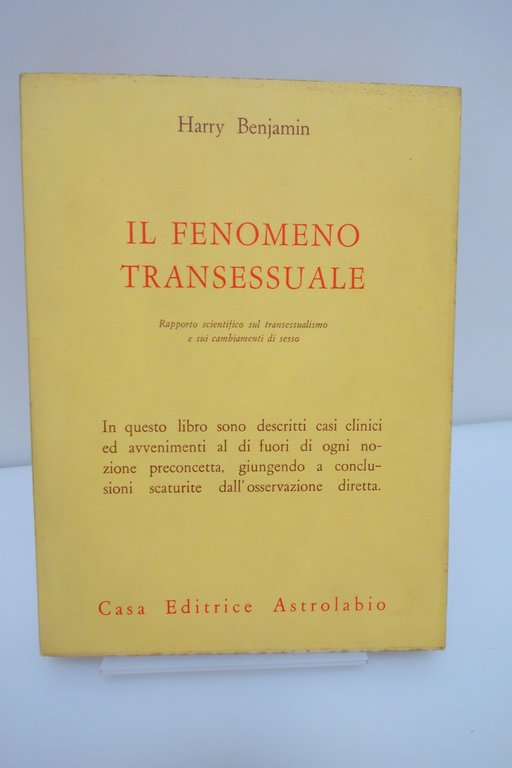 Harry Benjamin
IL FENOMENO
TRANSESSUALE
Rapporto scientifico sul transessualismo
e sui cambiamenti di sesso
In questo libro sono descritti casi clinici
ed avvenimenti al di fuori di ogni no-
zione preconcetta, giungendo a conclu-
sioni scaturite dall'osservazione diretta.
Casa Editrice Astrolabio